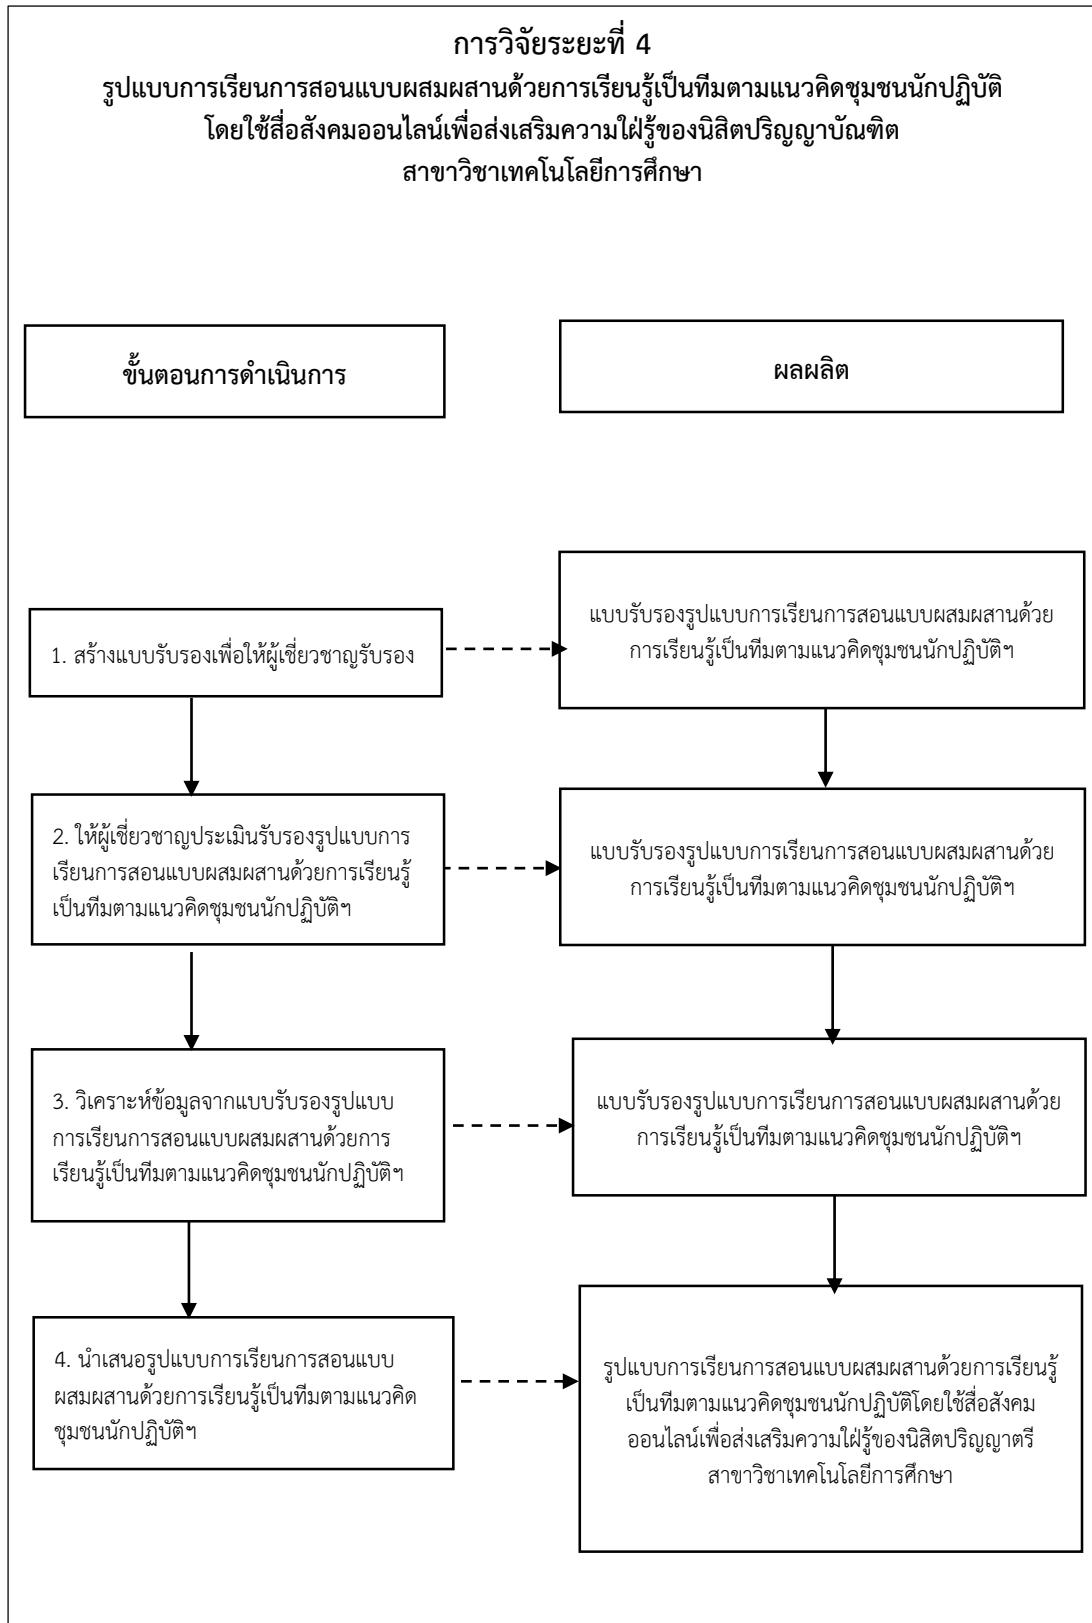 การวิจัยระยะที่ 4
รูปแบบการเรียนการสอนแบบผสมผสานด้วยการเรียนรู้เป็นทีมตามแนวคิดชุมชนนักปฏิบัติ
โดยใช้สื่อสังคมออนไลน์เพื่อส่งเสริมความใฝ่รู้ของนิสิตปริญญาบัณฑิต
สาขาวิชาเทคโนโลยีการศึกษา
ขั้นตอนการดำเนินการ
ผลผลิต
1. สร้างแบบรับรองเพื่อให้ผู้เชี่ยวชาญรับรอง
แบบรับรองรูปแบบการเรียนการสอนแบบผสมผสานด้วย
การเรียนรู้เป็นทีมตามแนวคิดชุมชนนักปฏิบัติฯ
2. ให้ผู้เชี่ยวชาญประเมินรับรองรูปแบบการ
เรียนการสอนแบบผสมผสานด้วยการเรียนรู้
เป็นทีมตามแนวคิดชุมชนนักปฏิบัติฯ
แบบรับรองรูปแบบการเรียนการสอนแบบผสมผสานด้วย
การเรียนรู้เป็นทีมตามแนวคิดชุมชนนักปฏิบัติฯ
3. วิเคราะห์ข้อมูลจากแบบรับรองรูปแบบ
การเรียนการสอนแบบผสมผสานด้วยการ
เรียนรู้เป็นทีมตามแนวคิดชุมชนนักปฏิบัติฯ
แบบรับรองรูปแบบการเรียนการสอนแบบผสมผสานด้วย
การเรียนรู้เป็นทีมตามแนวคิดชุมชนนักปฏิบัติฯ
4. นำเสนอรูปแบบการเรียนการสอนแบบ
ผสมผสานด้วยการเรียนรู้เป็นทีมตามแนวคิด
ชุมชนนักปฏิบัติฯ
รูปแบบการเรียนการสอนแบบผสมผสานด้วยการเรียนรู้
เป็นทีมตามแนวคิดชุมชนนักปฏิบัติโดยใช้สื่อสังคม
ออนไลน์เพื่อส่งเสริมความใฝ่รู้ของนิสิตปริญญาตรี
สาขาวิชาเทคโนโลยีการศึกษา